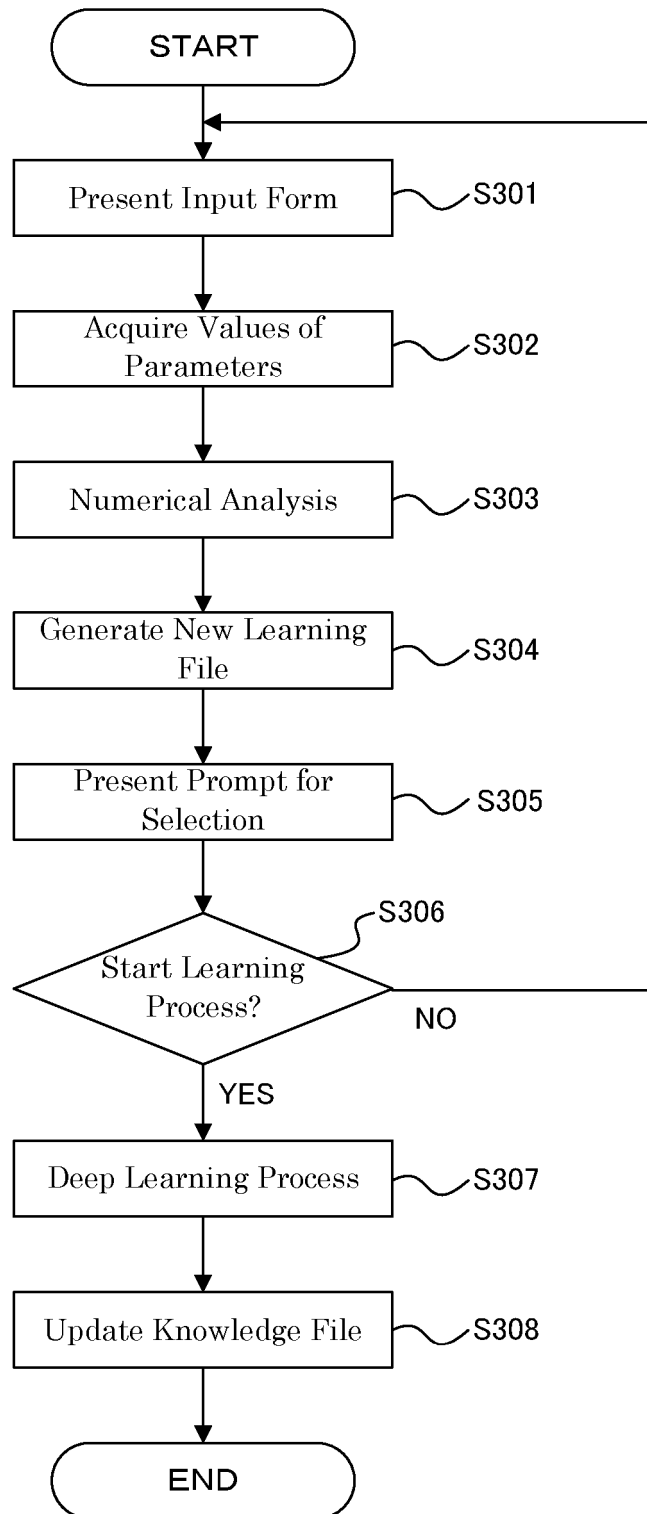 START
Present Input Form
S301
Acquire Values of
Parameters
S302
Numerical Analysis
S303
Generate New Learning
File
S304
Present Prompt for
Selection
S305
S306
Start Learning
Process?
NO
YES
Deep Learning Process
S307
Update Knowledge File
S308
END